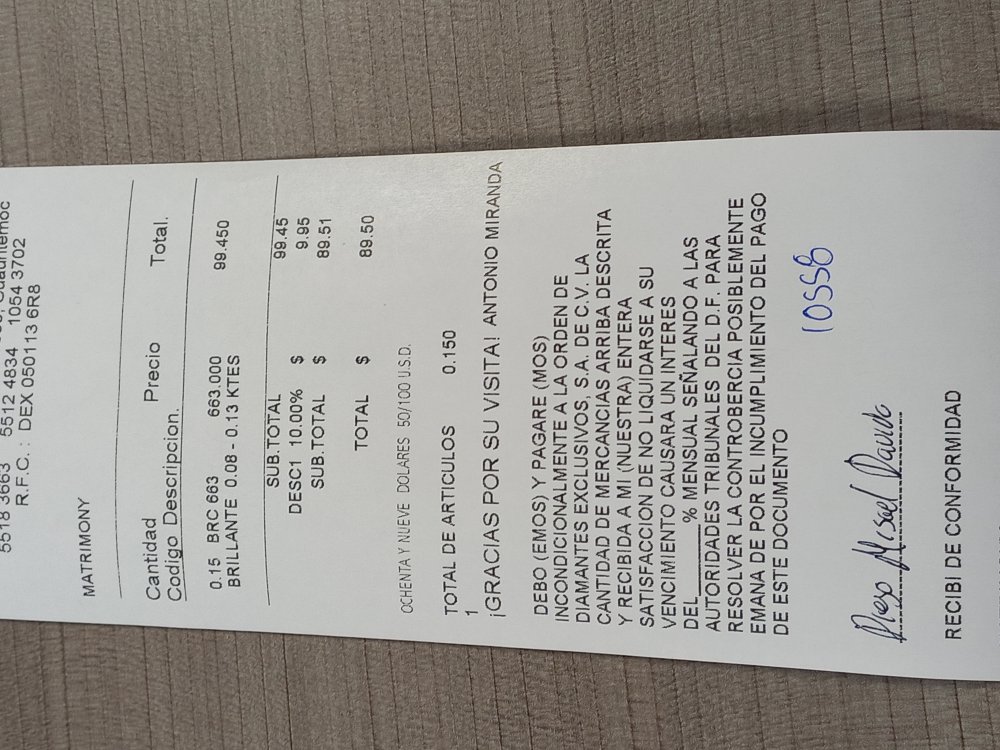 5518 3663 5512 4834 1054 3702
R.F.C. : DEX 050113 6R8
MATRIMONY
Cantidad Precio Total.
Codigo Descripcion.
0.15 BRC 663 663.000 99.450
BRILLANTE 0.08 - 0.13 KTES
SUB.TOTAL 99.45
DESC1 10.00% $ 9.95
SUB.TOTAL $ 89.51
TOTAL $ 89.50
OCHENTA Y NUEVE DOLARES 50/100 U.S.D.
TOTAL DE ARTICULOS 0.150
1
¡GRACIAS POR SU VISITA! ANTONIO MIRANDA
DEBO (EMOS) Y PAGARE (MOS)
INCONDICIONALMENTE A LA ORDEN DE
DIAMANTES EXCLUSIVOS, S.A. DE C.V. LA
CANTIDAD DE MERCANCIAS ARRIBA DESCRITA
Y RECIBIDA A MI (NUESTRA) ENTERA
SATISFACCION DE NO LIQUIDARSE A SU
VENCIMIENTO CAUSARA UN INTERES
DEL______% MENSUAL SEÑALANDO A LAS
AUTORIDADES TRIBUNALES DEL D.F. PARA
RESOLVER LA CONTROBERCIA POSIBLEMENTE
EMANA DE POR EL INCUMPLIMIENTO DEL PAGO
DE ESTE DOCUMENTO
10558
Diego Misael Davila
RECIBI DE CONFORMIDAD